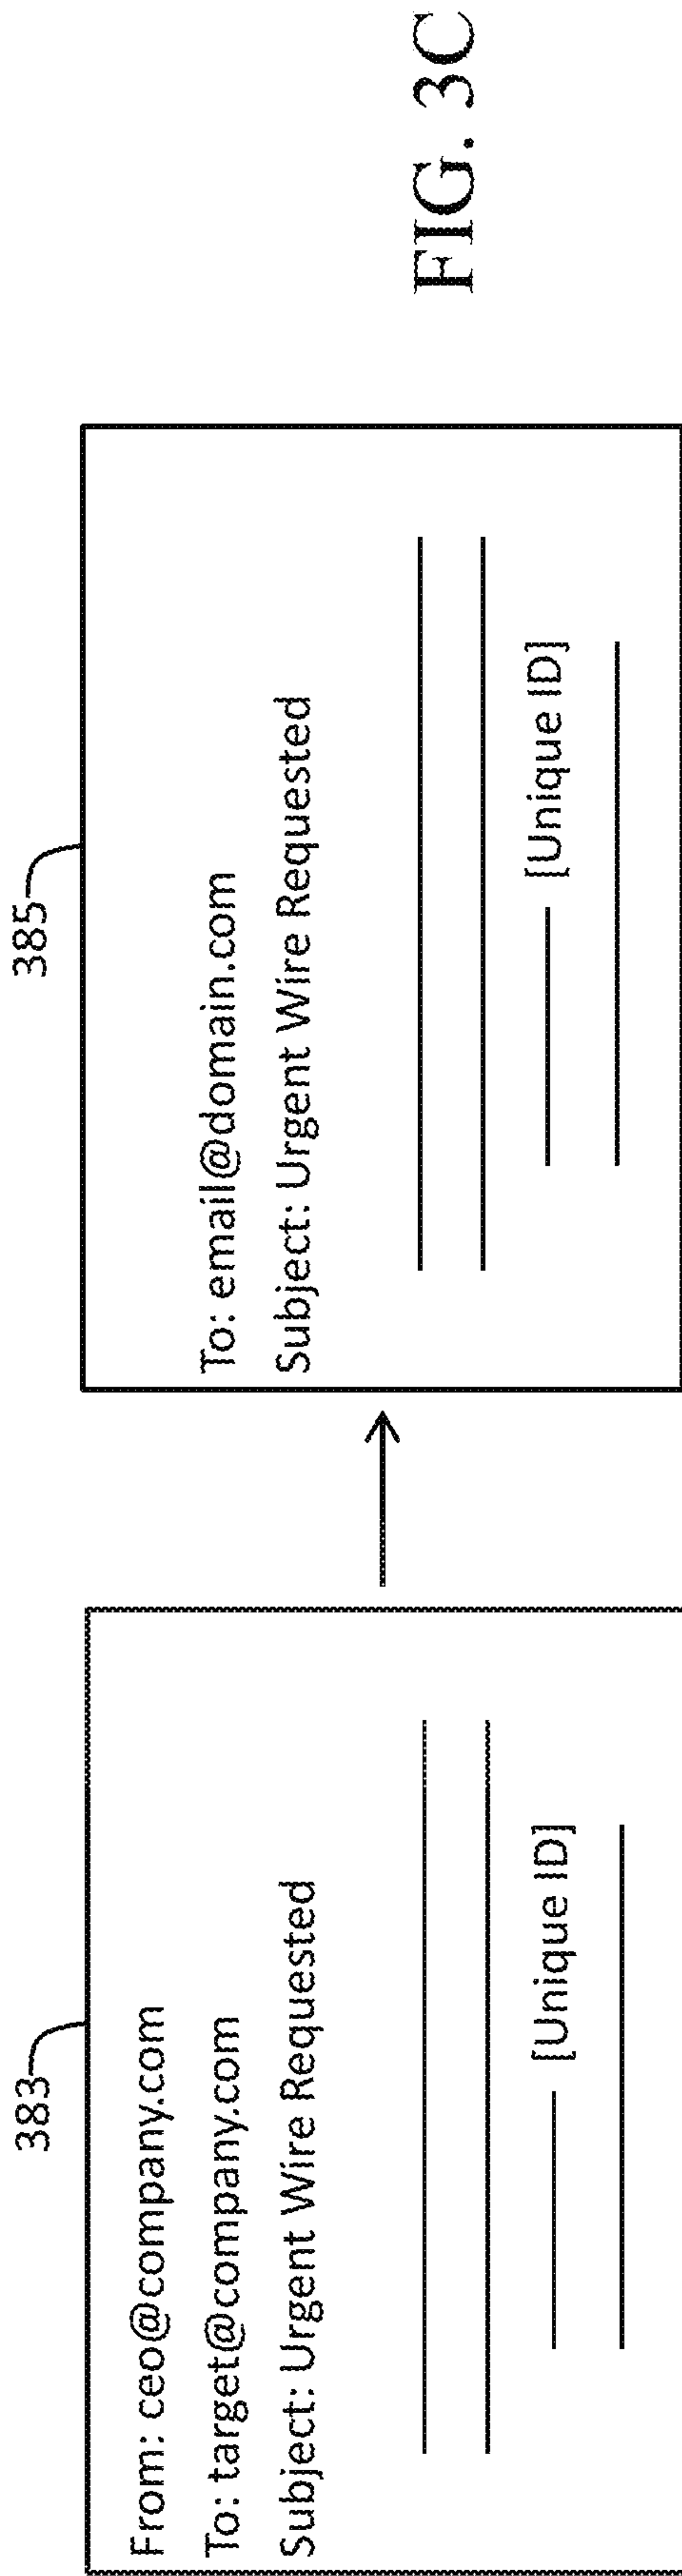 383
From: ceo@company.com
To: target@company.com
Subject: Urgent Wire Requested
[Unique ID]
385
To: email@domain.com
Subject: Urgent Wire Requested
[Unique ID]
FIG. 3C